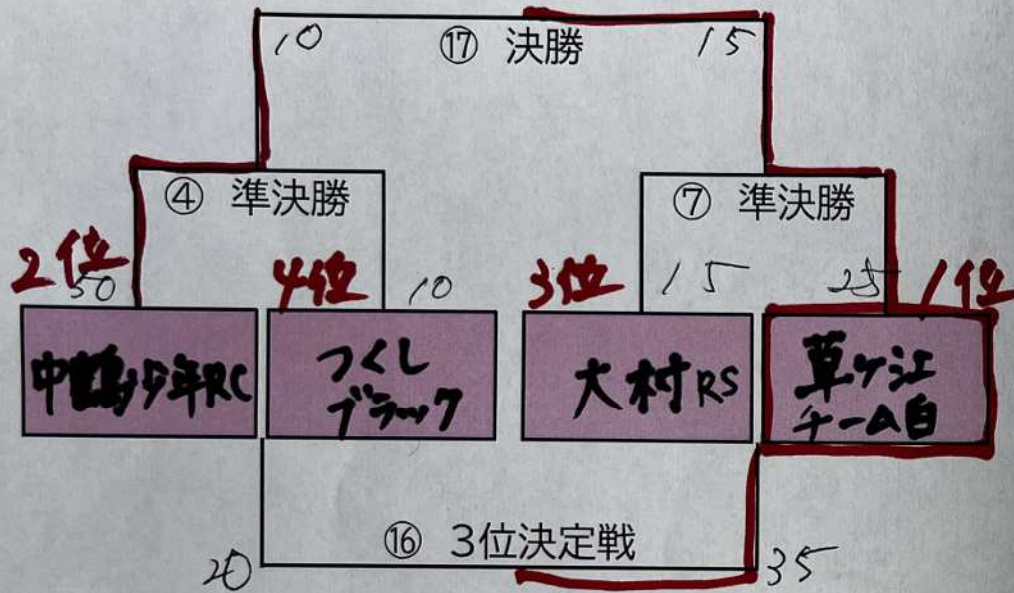 10 ⑰ 決勝 15
④ 準決勝
⑦ 準決勝
2位
50
4位
10
3位
15
25
1位
中鶴少年RC
つくし
ブラック
大村RS
草ヶ江
チーム白
⑯ 3位決定戦
20
35